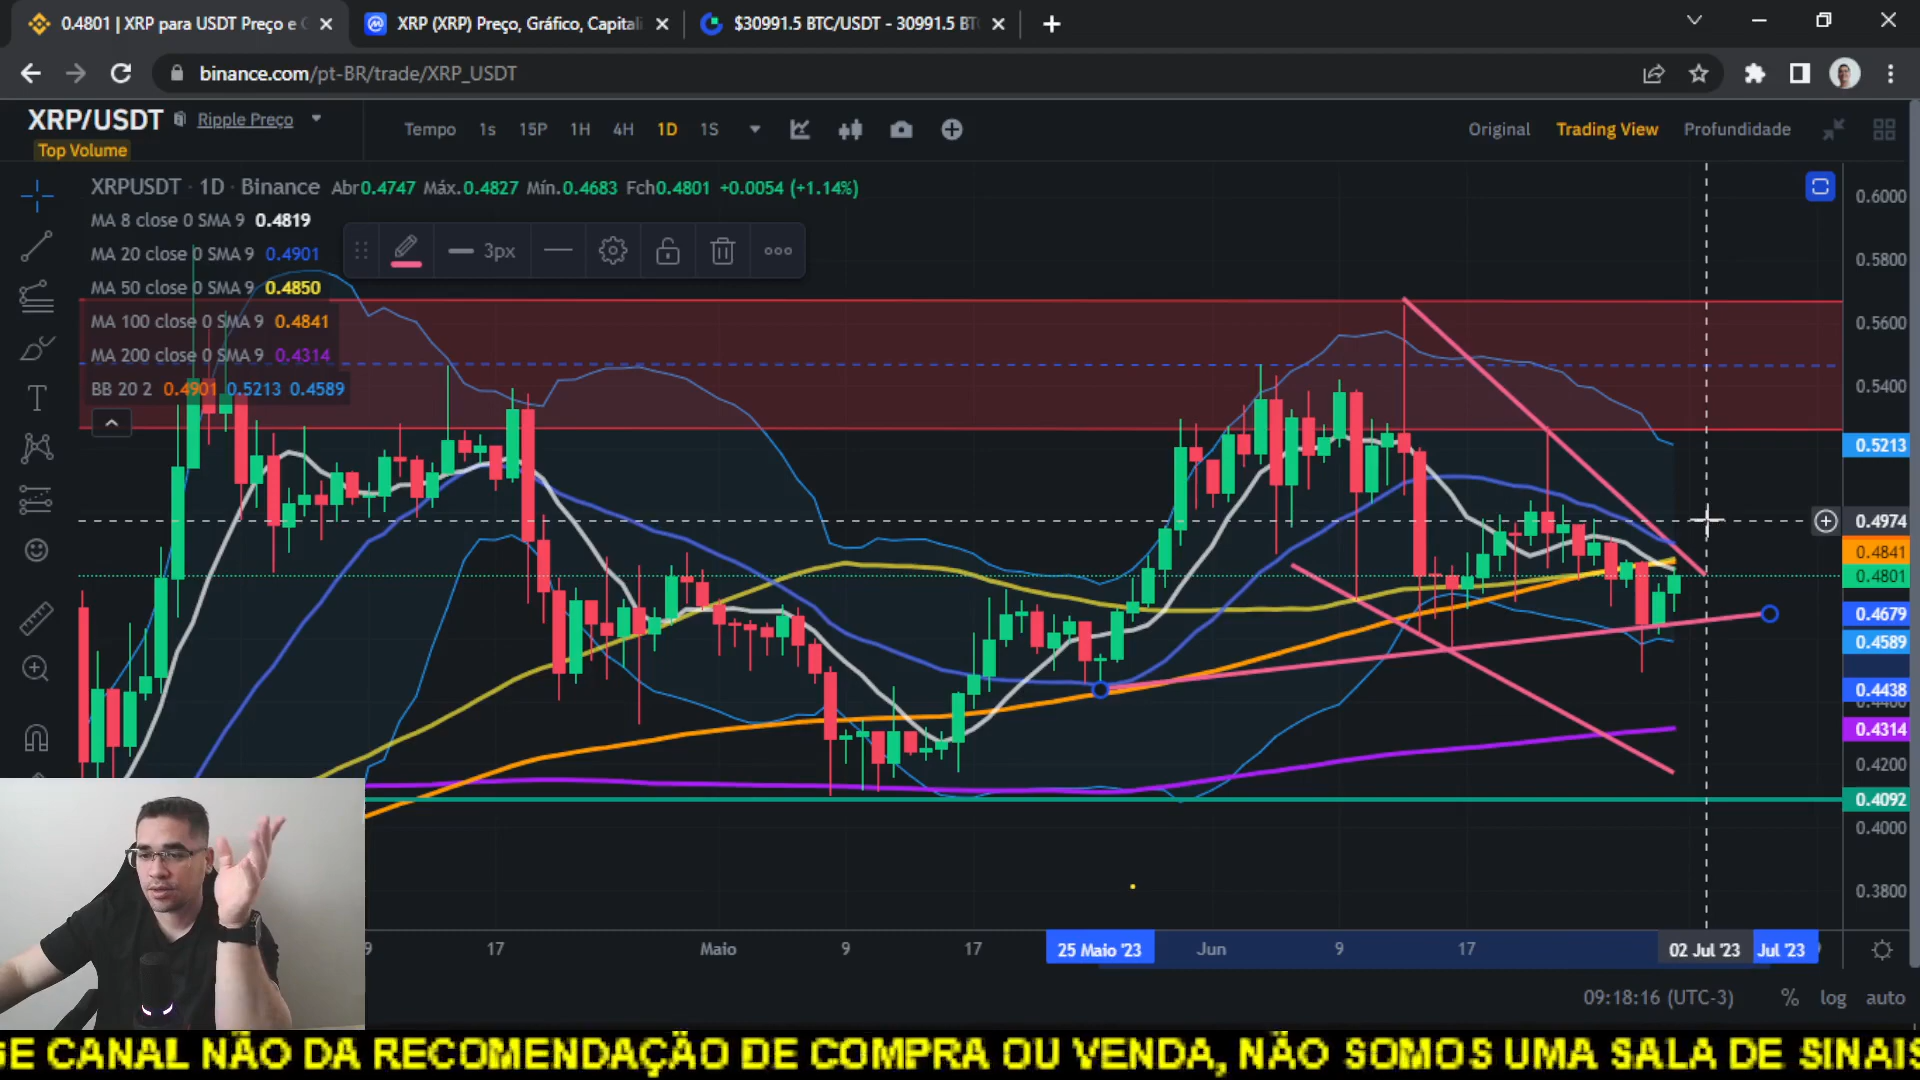 0.4801 | XRP para USDT Preço e G
XRP (XRP) Preço, Gráfico, Capitali
$30991.5 BTC/USDT - 30991.5 BT
binance.com/pt-BR/trade/XRP_USDT
XRP/USDT Ripple Preço
Top Volume
Tempo 1s 15P 1H 4H 1D 1S
Original Trading View Profundidade
XRPUSDT · 1D · Binance Abr0.4747 Máx.0.4827 Mín.0.4683 Fch0.4801 +0.0054 (+1.14%)
MA 8 close 0 SMA 9 0.4819
MA 20 close 0 SMA 9 0.4901
3px
MA 50 close 0 SMA 9 0.4850
MA 100 close 0 SMA 9 0.4841
MA 200 close 0 SMA 9 0.4314
BB 20 2 0.4901 0.5213 0.4589
0.6000
0.5800
0.5600
0.5400
0.5213
0.4974
0.4841
0.4801
0.4679
0.4589
0.4438
0.4400
0.4314
0.4200
0.4092
0.4000
0.3800
9 17 Maio 9 17 25 Maio '23 Jun 9 17 02 Jul '23 Jul '23
09:18:16 (UTC-3) % log auto
SE CANAL NÃO DA RECOMENDAÇÃO DE COMPRA OU VENDA, NÃO SOMOS UMA SALA DE SINAIS